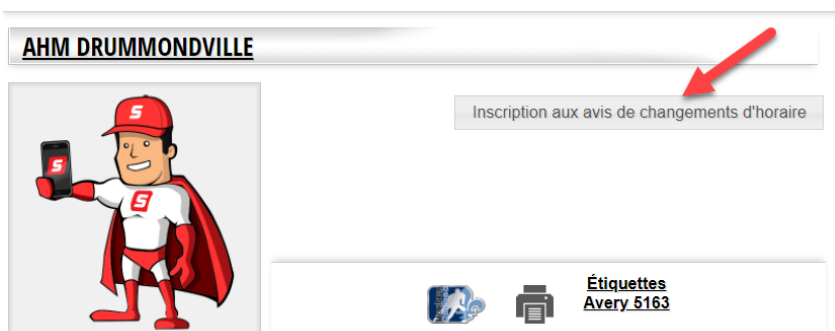 AHM DRUMMONDVILLE
Inscription aux avis de changements d'horaire
S
S
S
Étiquettes
Avery 5163